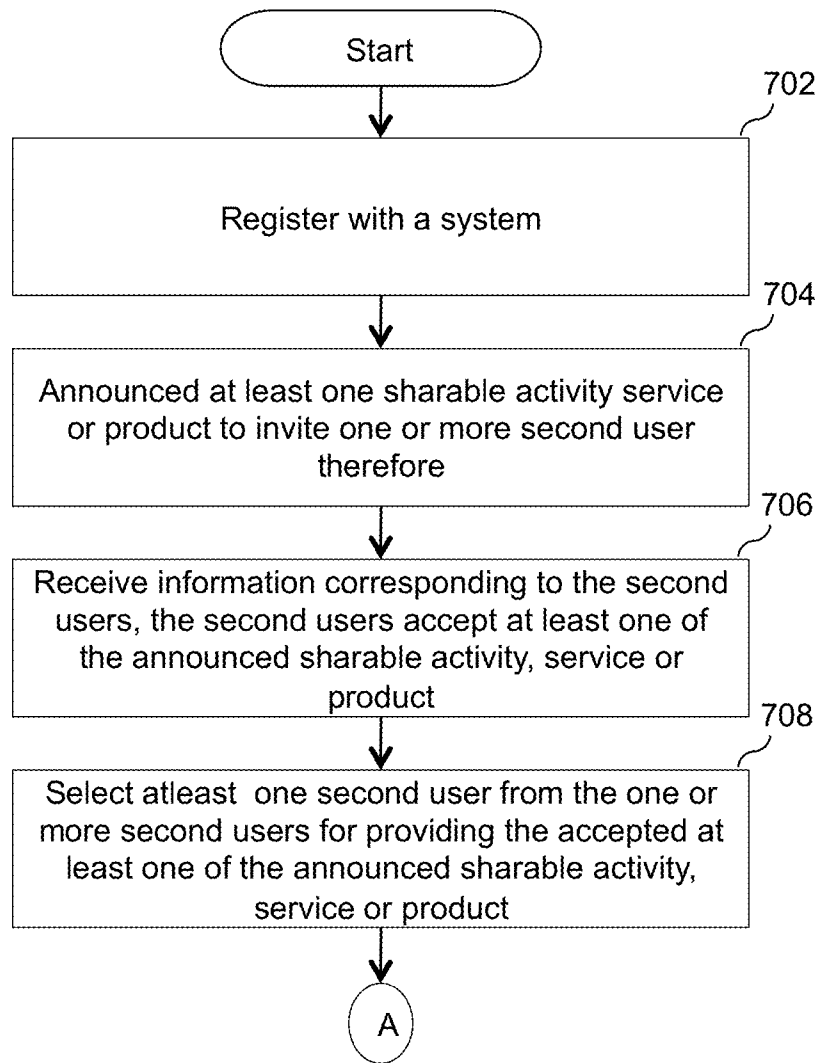 Start
702
Register with a system
704
Announced at least one sharable activity service
or product to invite one or more second user
therefore
706
Receive information corresponding to the second
users, the second users accept at least one of
the announced sharable activity, service or
product
708
Select atleast one second user from the one or
more second users for providing the accepted at
least one of the announced sharable activity,
service or product
A